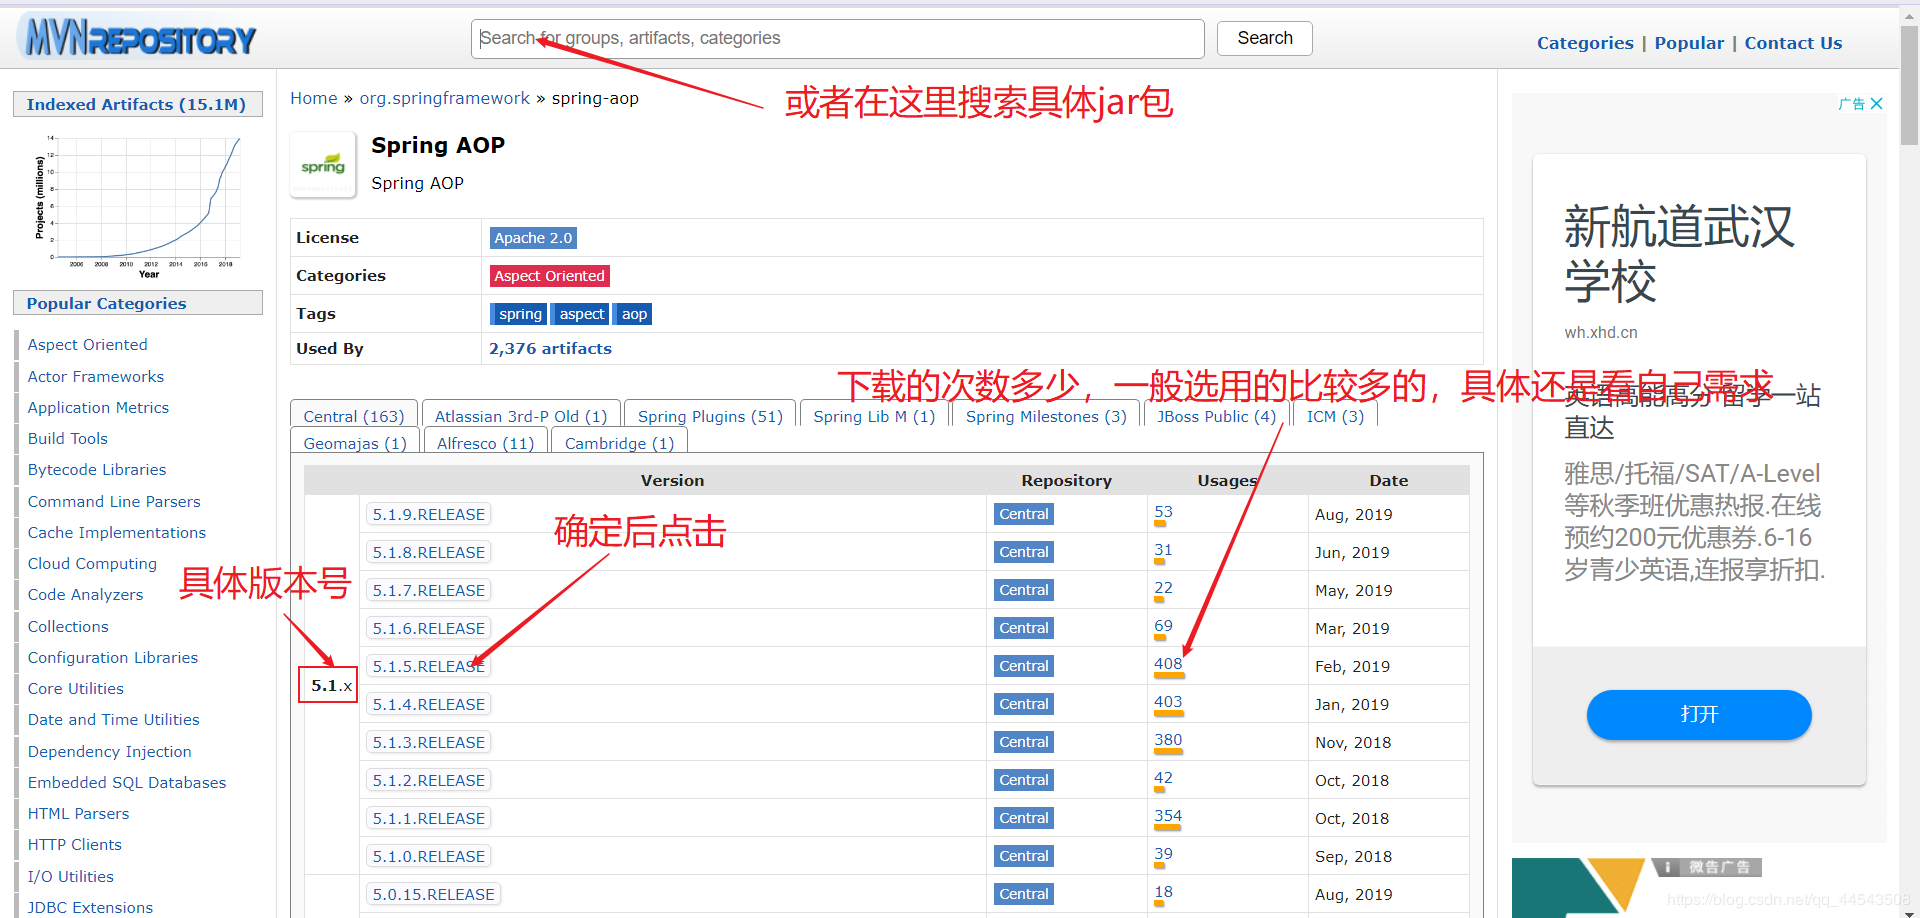 MVNREPOSITORY
Search for groups, artifacts, categories
Search
Categories | Popular | Contact Us
Indexed Artifacts (15.1M)
Projects (millions)
14
12
10
8
6
4
2
0
2006 2008 2010 2012 2014 2016 2018
Year
Popular Categories
Aspect Oriented
Actor Frameworks
Application Metrics
Build Tools
Bytecode Libraries
Command Line Parsers
Cache Implementations
Cloud Computing
Code Analyzers
Collections
Configuration Libraries
Core Utilities
Date and Time Utilities
Dependency Injection
Embedded SQL Databases
HTML Parsers
HTTP Clients
I/O Utilities
JDBC Extensions
Home » org.springframework » spring-aop
或者在这里搜索具体jar包
spring
Spring AOP
Spring AOP
License Apache 2.0
Categories Aspect Oriented
Tags spring aspect aop
Used By 2,376 artifacts
下载的次数多少，一般选用的比较多的，具体还是看自己需求
Central (163) Atlassian 3rd-P Old (1) Spring Plugins (51) Spring Lib M (1) Spring Milestones (3) JBoss Public (4) ICM (3)
Geomajas (1) Alfresco (11) Cambridge (1)
Version Repository Usages Date
5.1.9.RELEASE Central 53 Aug, 2019
确定后点击
5.1.8.RELEASE Central 31 Jun, 2019
具体版本号
5.1.7.RELEASE Central 22 May, 2019
5.1.6.RELEASE Central 69 Mar, 2019
5.1.5.RELEASE Central 408 Feb, 2019
5.1.x
5.1.4.RELEASE Central 403 Jan, 2019
5.1.3.RELEASE Central 380 Nov, 2018
5.1.2.RELEASE Central 42 Oct, 2018
5.1.1.RELEASE Central 354 Oct, 2018
5.1.0.RELEASE Central 39 Sep, 2018
5.0.15.RELEASE Central 18 Aug, 2019
广告
新航道武汉
学校
wh.xhd.cn
英语高能高分 留学一站
直达
雅思/托福/SAT/A-Level
等秋季班优惠热报.在线
预约200元优惠券.6-16
岁青少英语,连报享折扣.
打开
微告广告
https://blog.csdn.net/qq_44543508